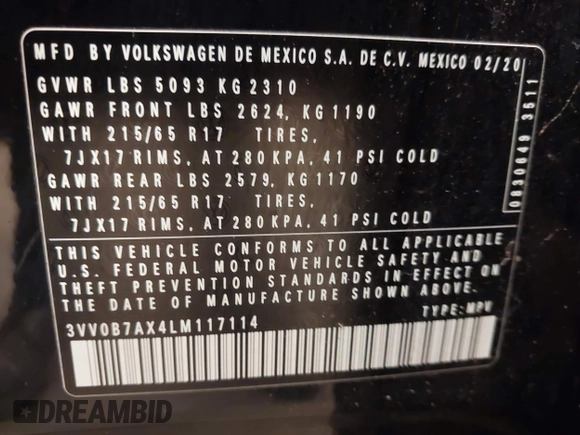 MFD BY VOLKSWAGEN DE MEXICO S.A. DE C.V. MEXICO 02/20
GVWR LBS 5093 KG 2310
GAWR FRONT LBS 2624, KG 1190
WITH 215/65 R17 TIRES,
7JX17 RIMS, AT 280 KPA, 41 PSI COLD
GAWR REAR LBS 2579, KG 1170
WITH 215/65 R17 TIRES,
7JX17 RIMS, AT 280 KPA, 41 PSI COLD
THIS VEHICLE CONFORMS TO ALL APPLICABLE
U.S. FEDERAL MOTOR VEHICLE SAFETY AND
THEFT PREVENTION STANDARDS IN EFFECT ON
THE DATE OF MANUFACTURE SHOWN ABOVE.
3VV0B7AX4LM117114 TYPE: MPV
0830649 3511
DREAMBID